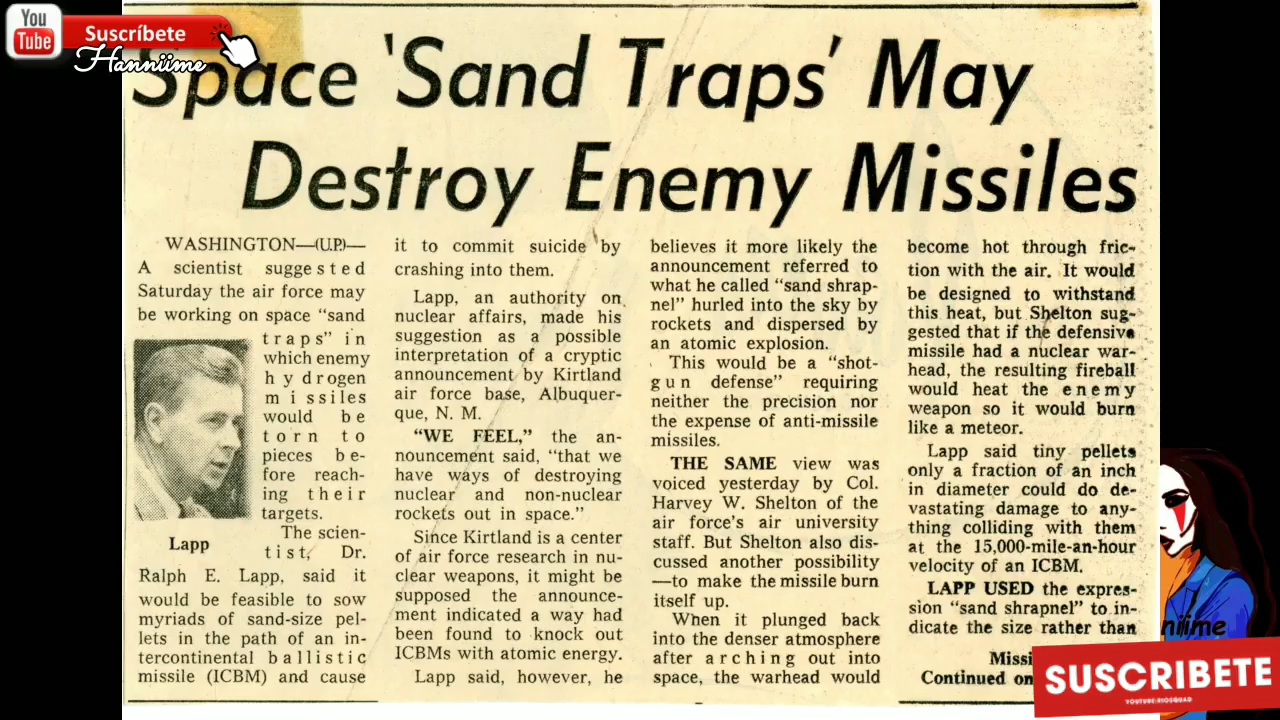 You
Tube
Suscríbete
Hanniime
Space 'Sand Traps' May
Destroy Enemy Missiles
WASHINGTON—(U.P.)—
A scientist suggested
Saturday the air force may
be working on space "sand
traps" in
which enemy
hydrogen
missiles
would be
torn to
pieces be-
fore reach-
ing their
targets.
The scien-
tist, Dr.
Lapp
Ralph E. Lapp, said it
would be feasible to sow
myriads of sand-size pel-
lets in the path of an in-
tercontinental ballistic
missile (ICBM) and cause
it to commit suicide by
crashing into them.
Lapp, an authority on
nuclear affairs, made his
suggestion as a possible
interpretation of a cryptic
announcement by Kirtland
air force base, Albuquer-
que, N. M.
"WE FEEL," the an-
nouncement said, "that we
have ways of destroying
nuclear and non-nuclear
rockets out in space."
Since Kirtland is a center
of air force research in nu-
clear weapons, it might be
supposed the announce-
ment indicated a way had
been found to knock out
ICBMs with atomic energy.
Lapp said, however, he
believes it more likely the
announcement referred to
what he called "sand shrap-
nel" hurled into the sky by
rockets and dispersed by
an atomic explosion.
This would be a "shot-
gun defense" requiring
neither the precision nor
the expense of anti-missile
missiles.
THE SAME view was
voiced yesterday by Col.
Harvey W. Shelton of the
air force's air university
staff. But Shelton also dis-
cussed another possibility
—to make the missile burn
itself up.
When it plunged back
into the denser atmosphere
after arching out into
space, the warhead would
become hot through fric-
tion with the air. It would
be designed to withstand
this heat, but Shelton sug-
gested that if the defensive
missile had a nuclear war-
head, the resulting fireball
would heat the enemy
weapon so it would burn
like a meteor.
Lapp said tiny pellets
only a fraction of an inch
in diameter could do de-
vastating damage to any-
thing colliding with them
at the 15,000-mile-an-hour
velocity of an ICBM.
LAPP USED the expres-
sion "sand shrapnel" to in-
dicate the size rather than
Missi
Continued on
niime
SUSCRIBETE